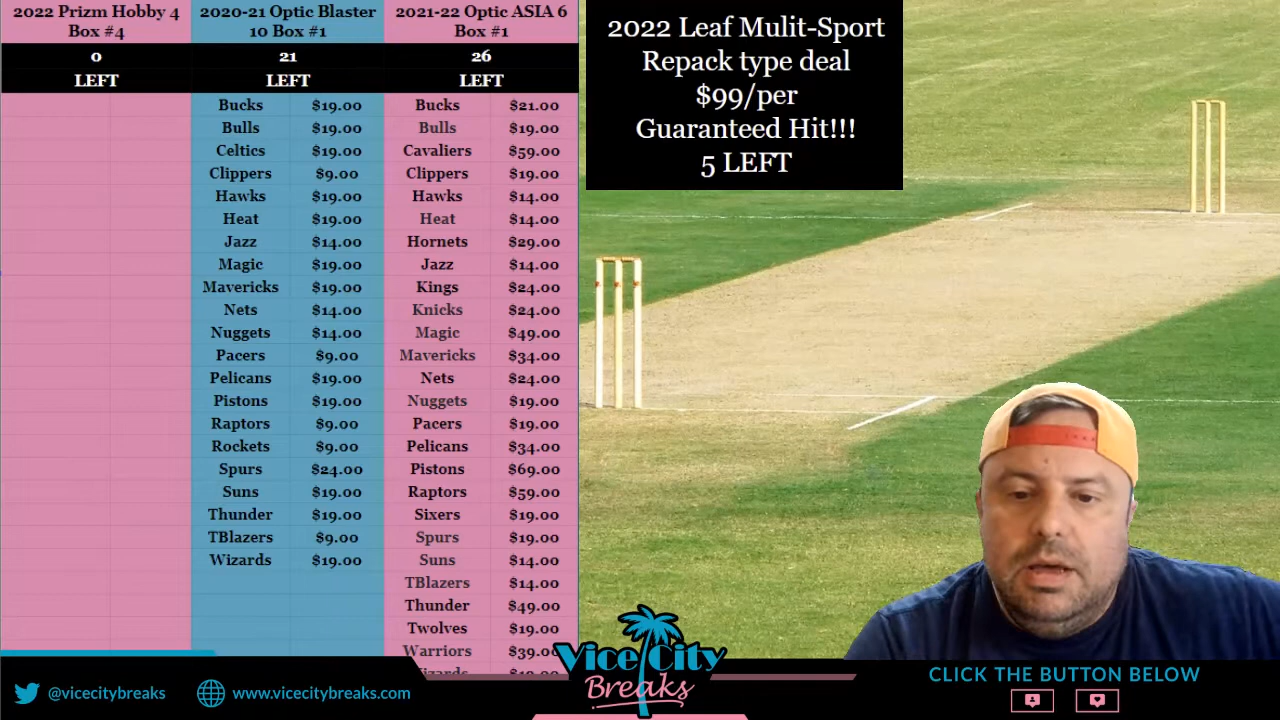 2022 Prizm Hobby 4
Box #4
0
LEFT
2020-21 Optic Blaster
10 Box #1
21
LEFT
Bucks $19.00
Bulls $19.00
Celtics $19.00
Clippers $9.00
Hawks $19.00
Heat $19.00
Jazz $14.00
Magic $19.00
Mavericks $19.00
Nets $14.00
Nuggets $14.00
Pacers $9.00
Pelicans $19.00
Pistons $19.00
Raptors $9.00
Rockets $9.00
Spurs $24.00
Suns $19.00
Thunder $19.00
TBlazers $9.00
Wizards $19.00
2021-22 Optic ASIA 6
Box #1
26
LEFT
Bucks $21.00
Bulls $19.00
Cavaliers $59.00
Clippers $19.00
Hawks $14.00
Heat $14.00
Hornets $29.00
Jazz $14.00
Kings $24.00
Knicks $24.00
Magic $49.00
Mavericks $34.00
Nets $24.00
Nuggets $19.00
Pacers $19.00
Pelicans $34.00
Pistons $69.00
Raptors $59.00
Sixers $19.00
Spurs $19.00
Suns $14.00
TBlazers $14.00
Thunder $49.00
Twolves $19.00
Warriors $39.00
2022 Leaf Mulit-Sport
Repack type deal
$99/per
Guaranteed Hit!!!
5 LEFT
@vicecitybreaks
www.vicecitybreaks.com
Vice City
Breaks
CLICK THE BUTTON BELOW